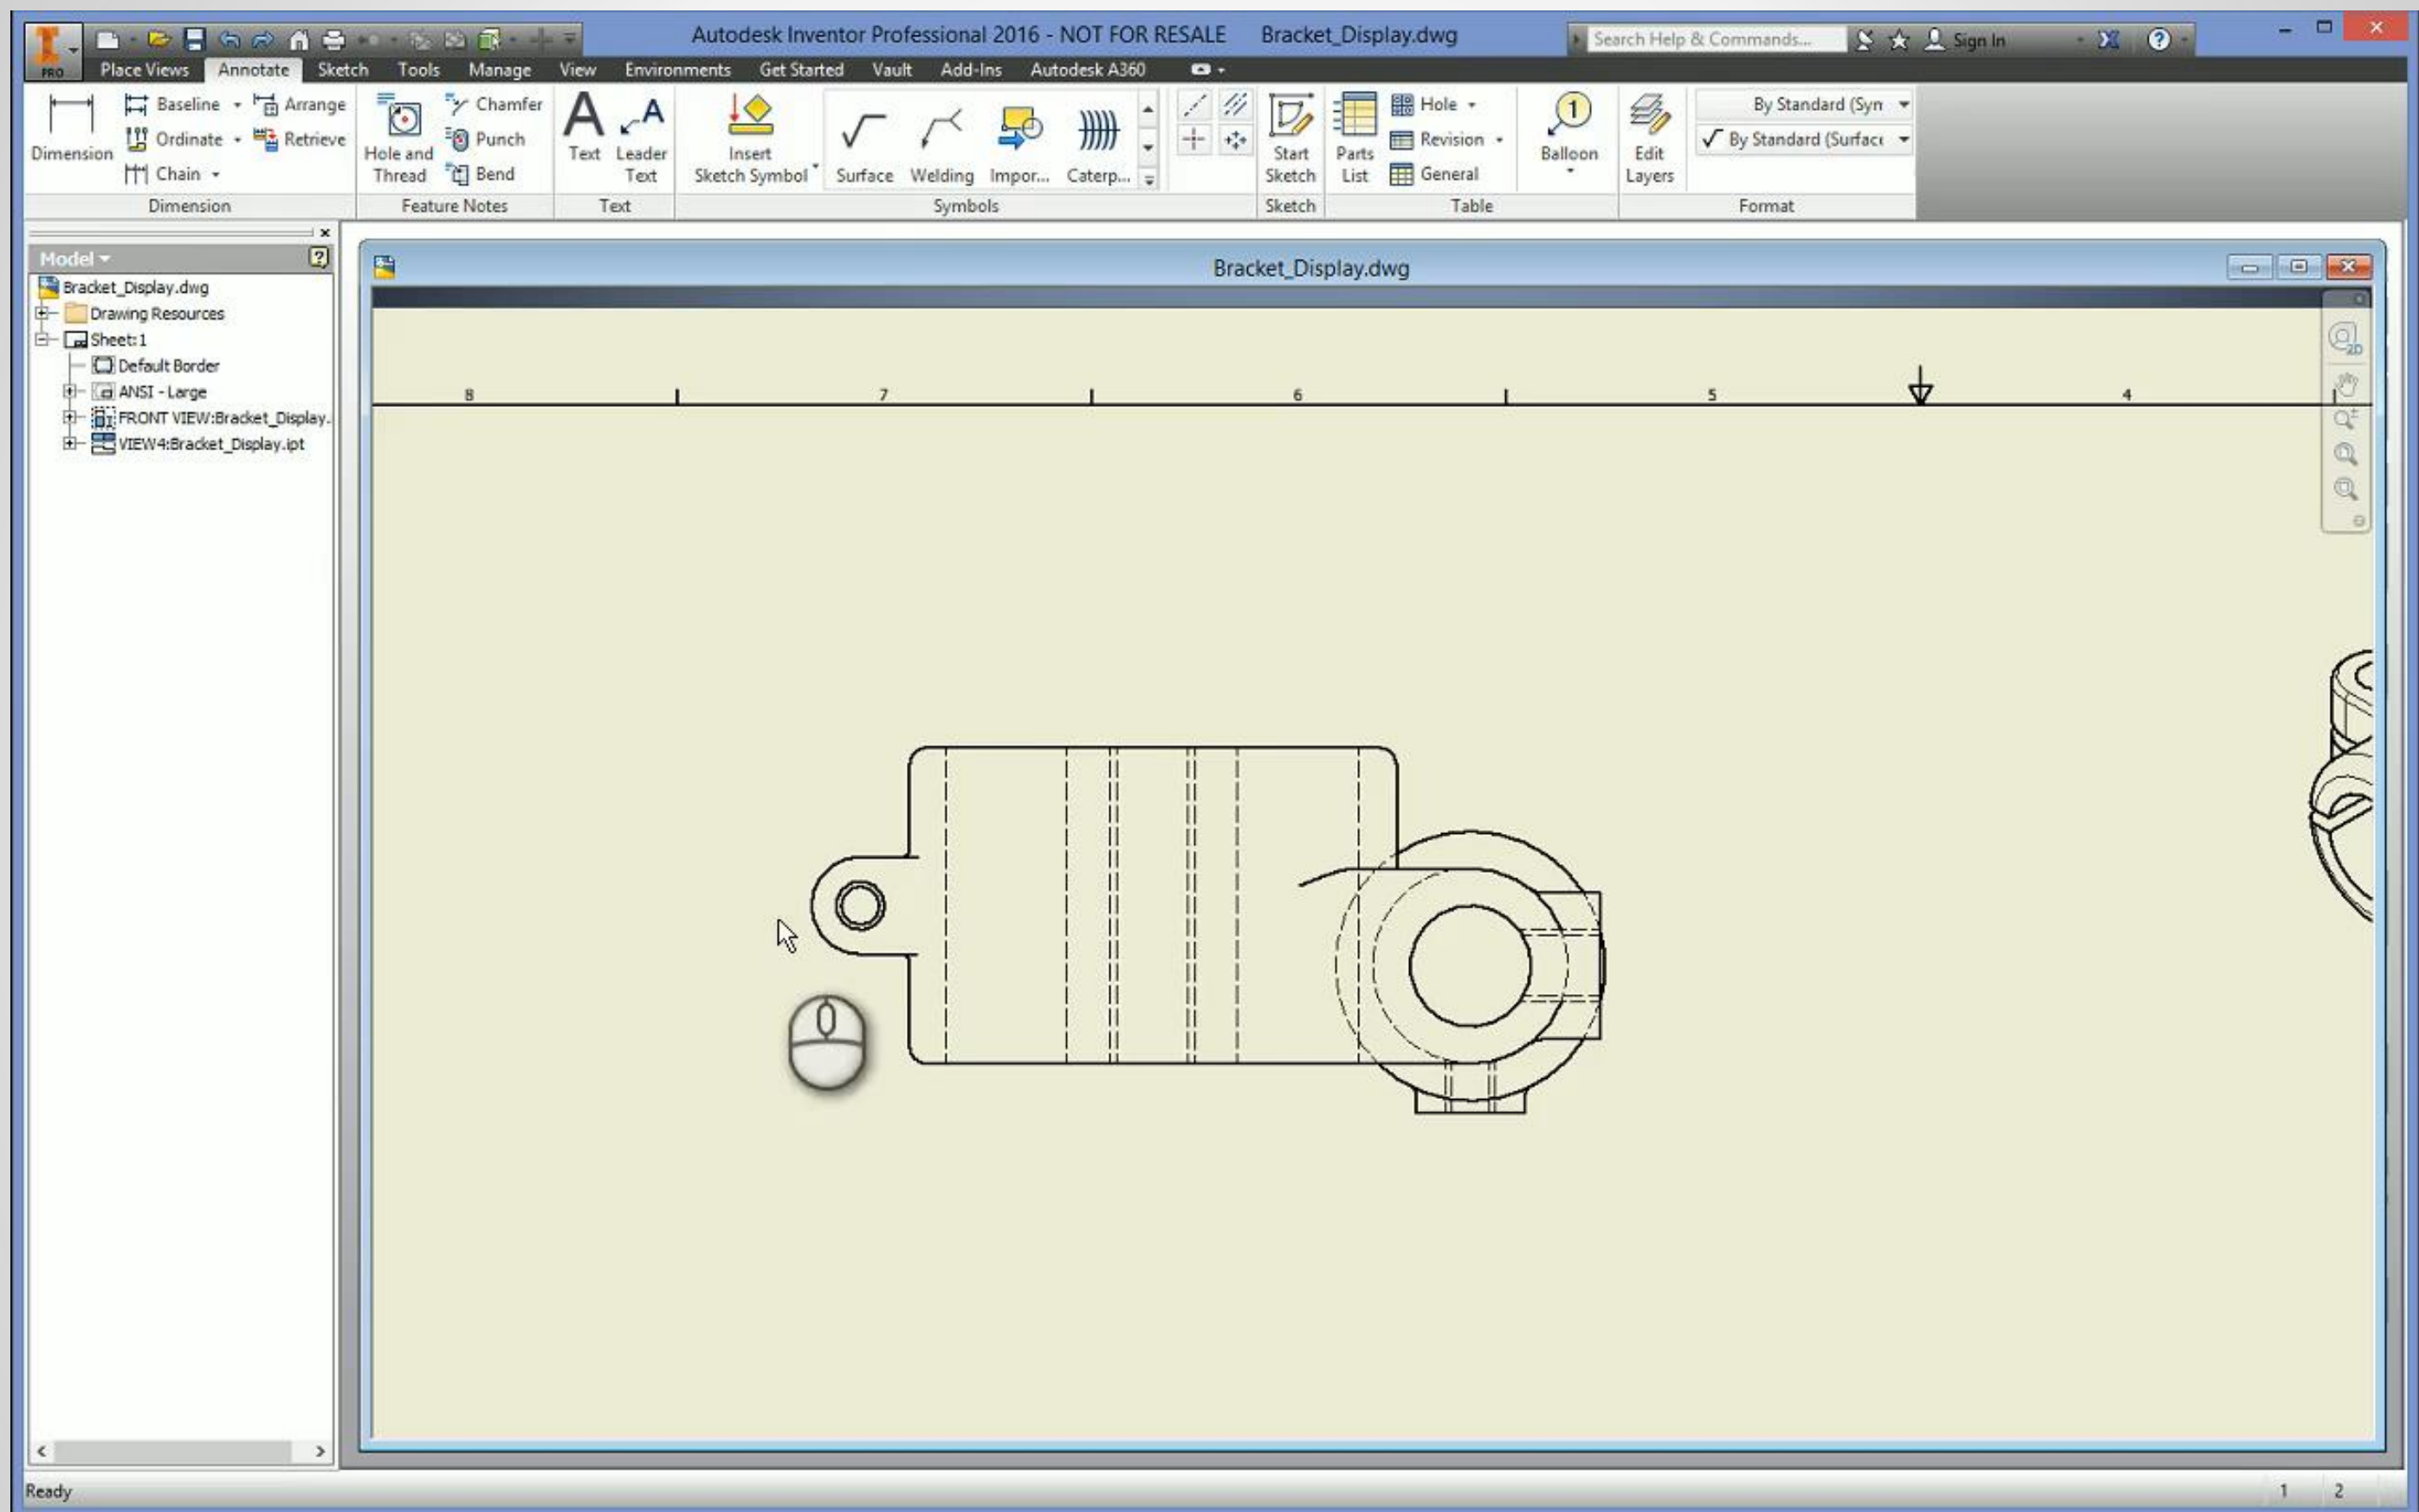 Autodesk Inventor Professional 2016 - NOT FOR RESALE Bracket_Display.dwg
Search Help & Commands...
Sign In
PRO
Place Views Annotate Sketch Tools Manage View Environments Get Started Vault Add-Ins Autodesk A360
Dimension
Baseline
Arrange
Ordinate
Retrieve
Chain
Dimension
Hole and
Thread
Chamfer
Punch
Bend
Feature Notes
A
Text
A
Leader
Text
Text
Insert
Sketch Symbol
Surface
Welding
Impor...
Caterp...
Symbols
Start
Sketch
Sketch
Parts
List
Hole
Revision
General
Table
1
Balloon
Edit
Layers
By Standard (Syn
By Standard (Surfac
Format
Model
Bracket_Display.dwg
Drawing Resources
Sheet:1
Default Border
ANSI - Large
FRONT VIEW:Bracket_Display.
VIEW4:Bracket_Display.ipt
Bracket_Display.dwg
2D
8 7 6 5 4
Ready
1 2